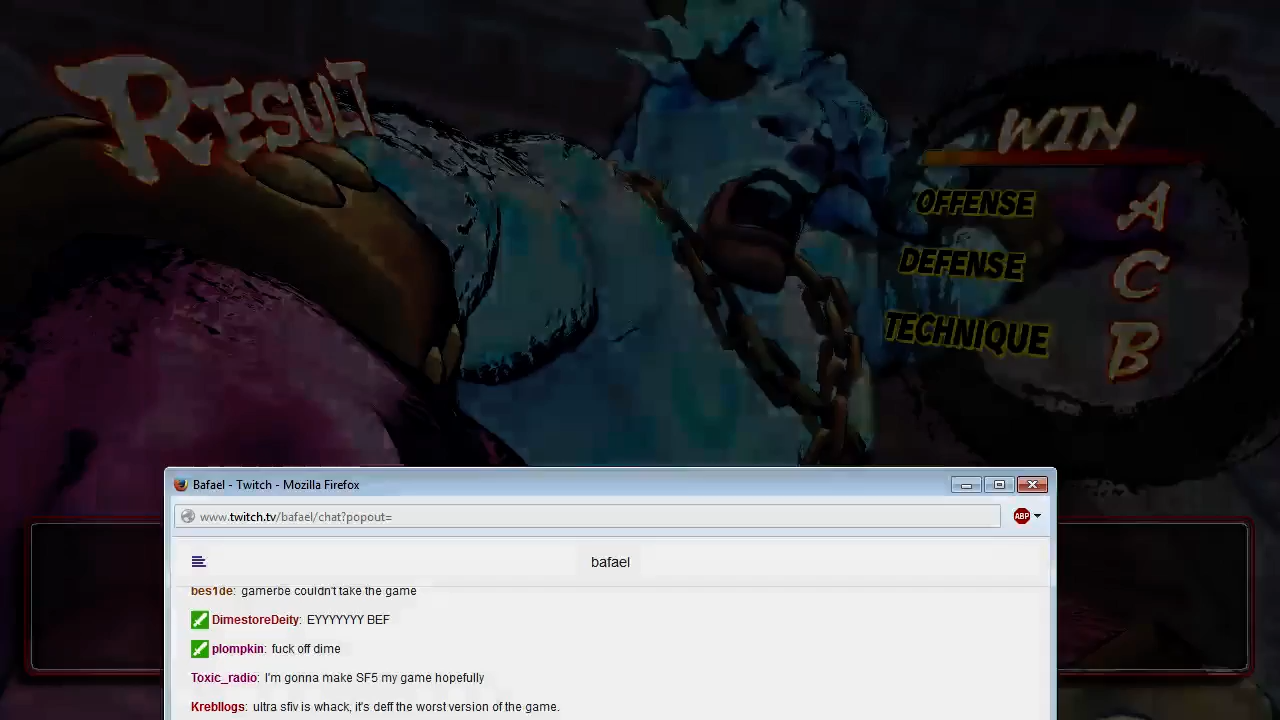 RESULT
WIN
OFFENSE A
DEFENSE C
TECHNIQUE B
Bafael - Twitch - Mozilla Firefox
www.twitch.tv/bafael/chat?popout=
ABP
bafael
bes1de: gamerbe couldn't take the game
DimestoreDeity: EYYYYYYY BEF
plompkin: fuck off dime
Toxic_radio: I'm gonna make SF5 my game hopefully
Krebllogs: ultra sfiv is whack, it's deff the worst version of the game.